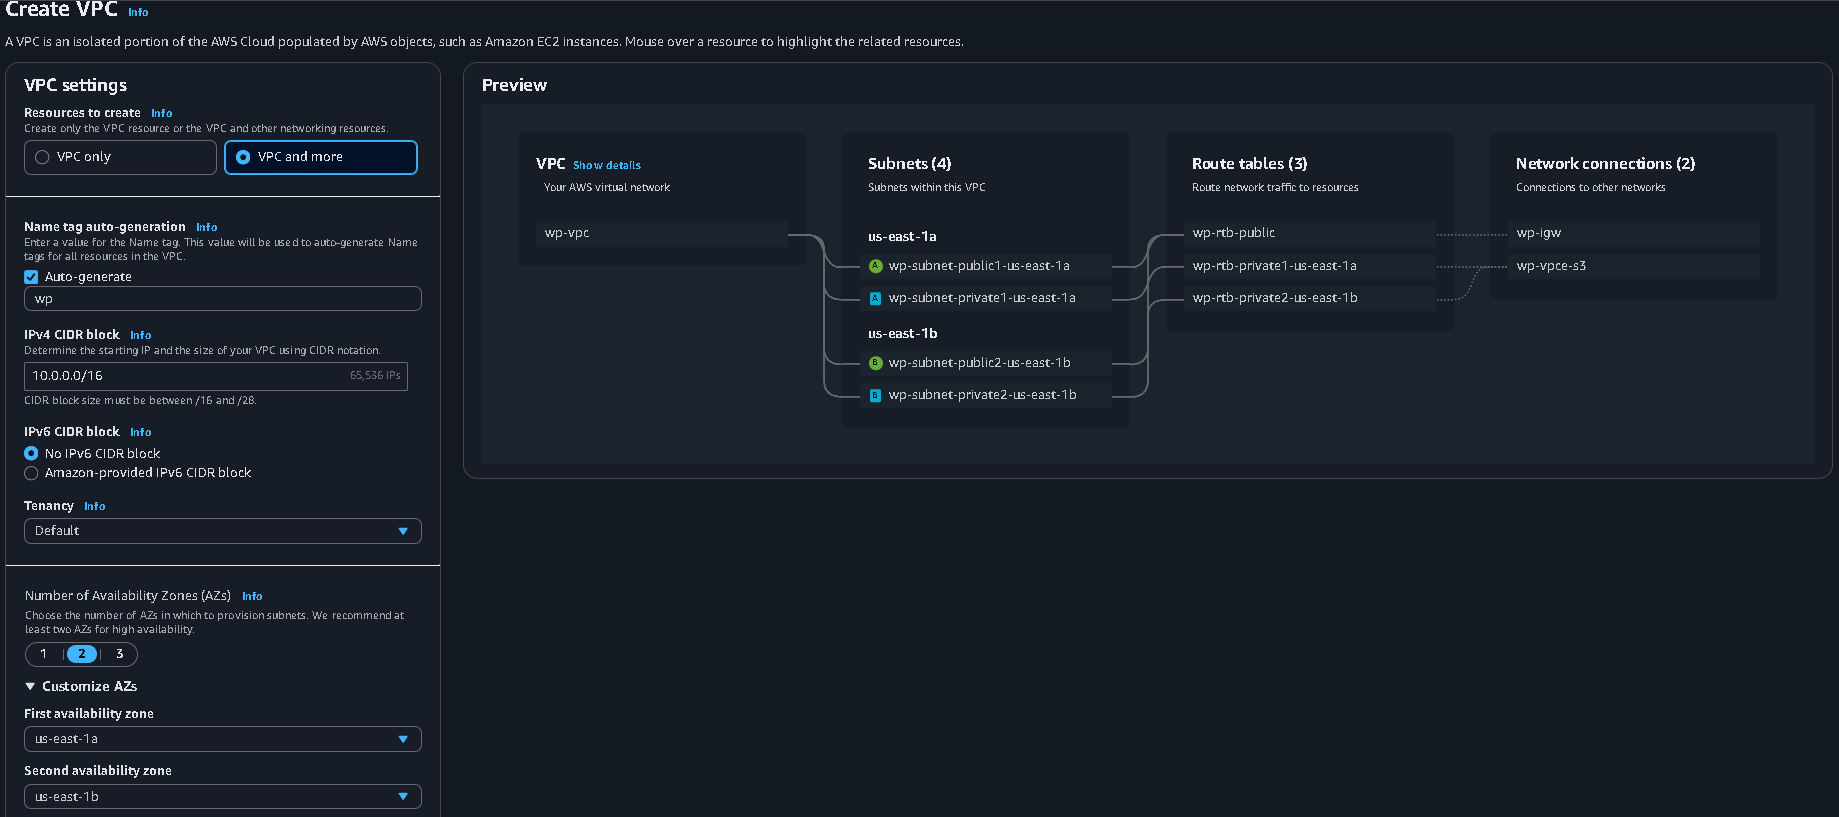 Create VPC Info
A VPC is an isolated portion of the AWS Cloud populated by AWS objects, such as Amazon EC2 instances. Mouse over a resource to highlight the related resources.
VPC settings
Resources to create Info
Create only the VPC resource or the VPC and other networking resources.
VPC only
VPC and more
Name tag auto-generation Info
Enter a value for the Name tag. This value will be used to auto-generate Name
tags for all resources in the VPC.
Auto-generate
wp
IPv4 CIDR block Info
Determine the starting IP and the size of your VPC using CIDR notation.
10.0.0.0/16 65,536 IPs
CIDR block size must be between /16 and /28.
IPv6 CIDR block Info
No IPv6 CIDR block
Amazon-provided IPv6 CIDR block
Tenancy Info
Default
Number of Availability Zones (AZs) Info
Choose the number of AZs in which to provision subnets. We recommend at
least two AZs for high availability.
1 2 3
Customize AZs
First availability zone
us-east-1a
Second availability zone
us-east-1b
Preview
VPC Show details
Your AWS virtual network
wp-vpc
Subnets (4)
Subnets within this VPC
us-east-1a
A wp-subnet-public1-us-east-1a
A wp-subnet-private1-us-east-1a
us-east-1b
B wp-subnet-public2-us-east-1b
B wp-subnet-private2-us-east-1b
Route tables (3)
Route network traffic to resources
wp-rtb-public
wp-rtb-private1-us-east-1a
wp-rtb-private2-us-east-1b
Network connections (2)
Connections to other networks
wp-igw
wp-vpce-s3